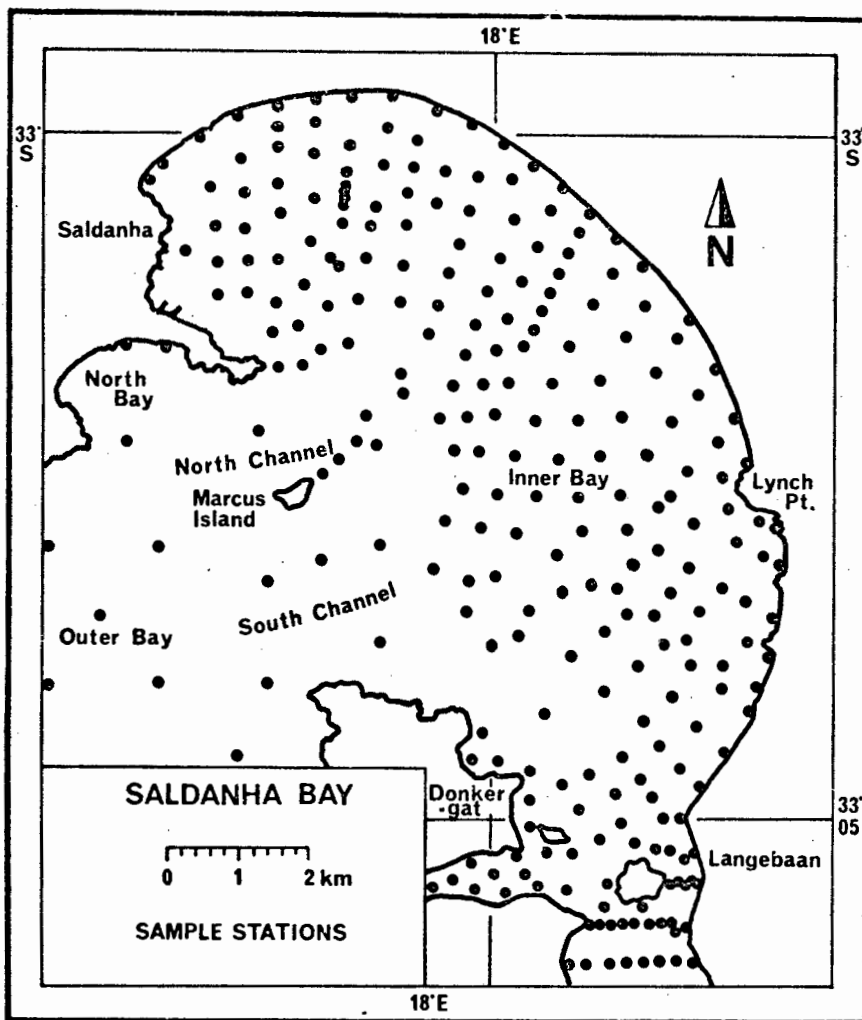 18°E
33°
S
33°
S
Saldanha
N
North
Bay
North Channel
Marcus
Island
Inner Bay
Lynch
Pt.
South Channel
Outer Bay
SALDANHA BAY
0 1 2 km
SAMPLE STATIONS
Donker
-gat
33°
05
Langebaan
18°E